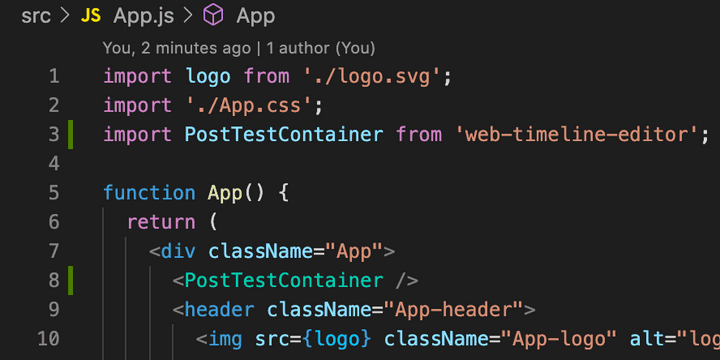 src > JS App.js > App
You, 2 minutes ago | 1 author (You)
1 import logo from './logo.svg';
2 import './App.css';
3 import PostTestContainer from 'web-timeline-editor';
4
5 function App() {
6 return (
7 <div className="App">
8 <PostTestContainer />
9 <header className="App-header">
10 <img src={logo} className="App-logo" alt="log